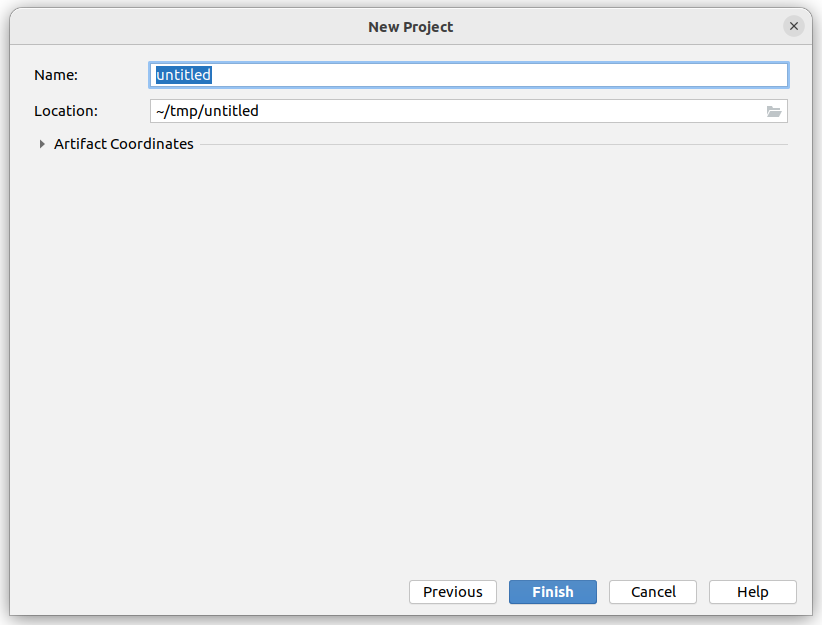 New Project
Name: untitled
Location: ~/tmp/untitled
Artifact Coordinates
Previous Finish Cancel Help